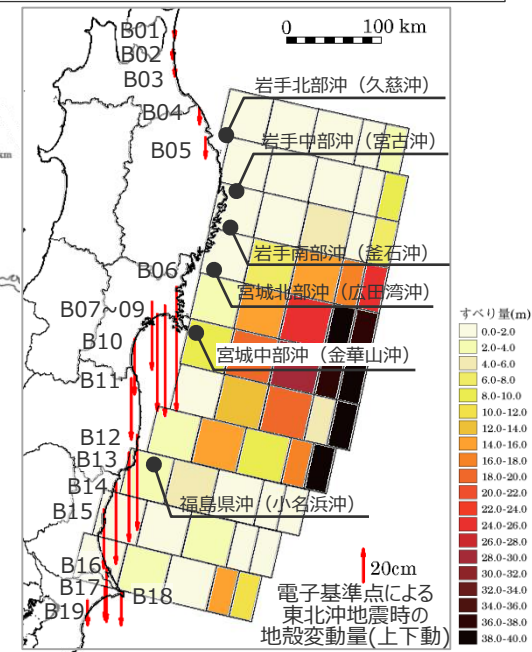 0 100 km
B01
B02
B03
B04
B05
B06
B07~09
B10
B11
B12
B13
B14
B15
B16
B17
B18
B19
km
岩手北部沖（久慈沖）
岩手中部沖（宮古沖）
岩手南部沖（釜石沖）
宮城北部沖（広田湾沖）
宮城中部沖（金華山沖）
福島県沖（小名浜沖）
すべり量(m)
0.0-2.0
2.0-4.0
4.0-6.0
6.0-8.0
8.0-10.0
10.0-12.0
12.0-14.0
14.0-16.0
16.0-18.0
18.0-20.0
20.0-22.0
22.0-24.0
24.0-26.0
26.0-28.0
28.0-30.0
30.0-32.0
32.0-34.0
34.0-36.0
36.0-38.0
38.0-40.0
20cm
電子基準点による
東北沖地震時の
地殻変動量(上下動)